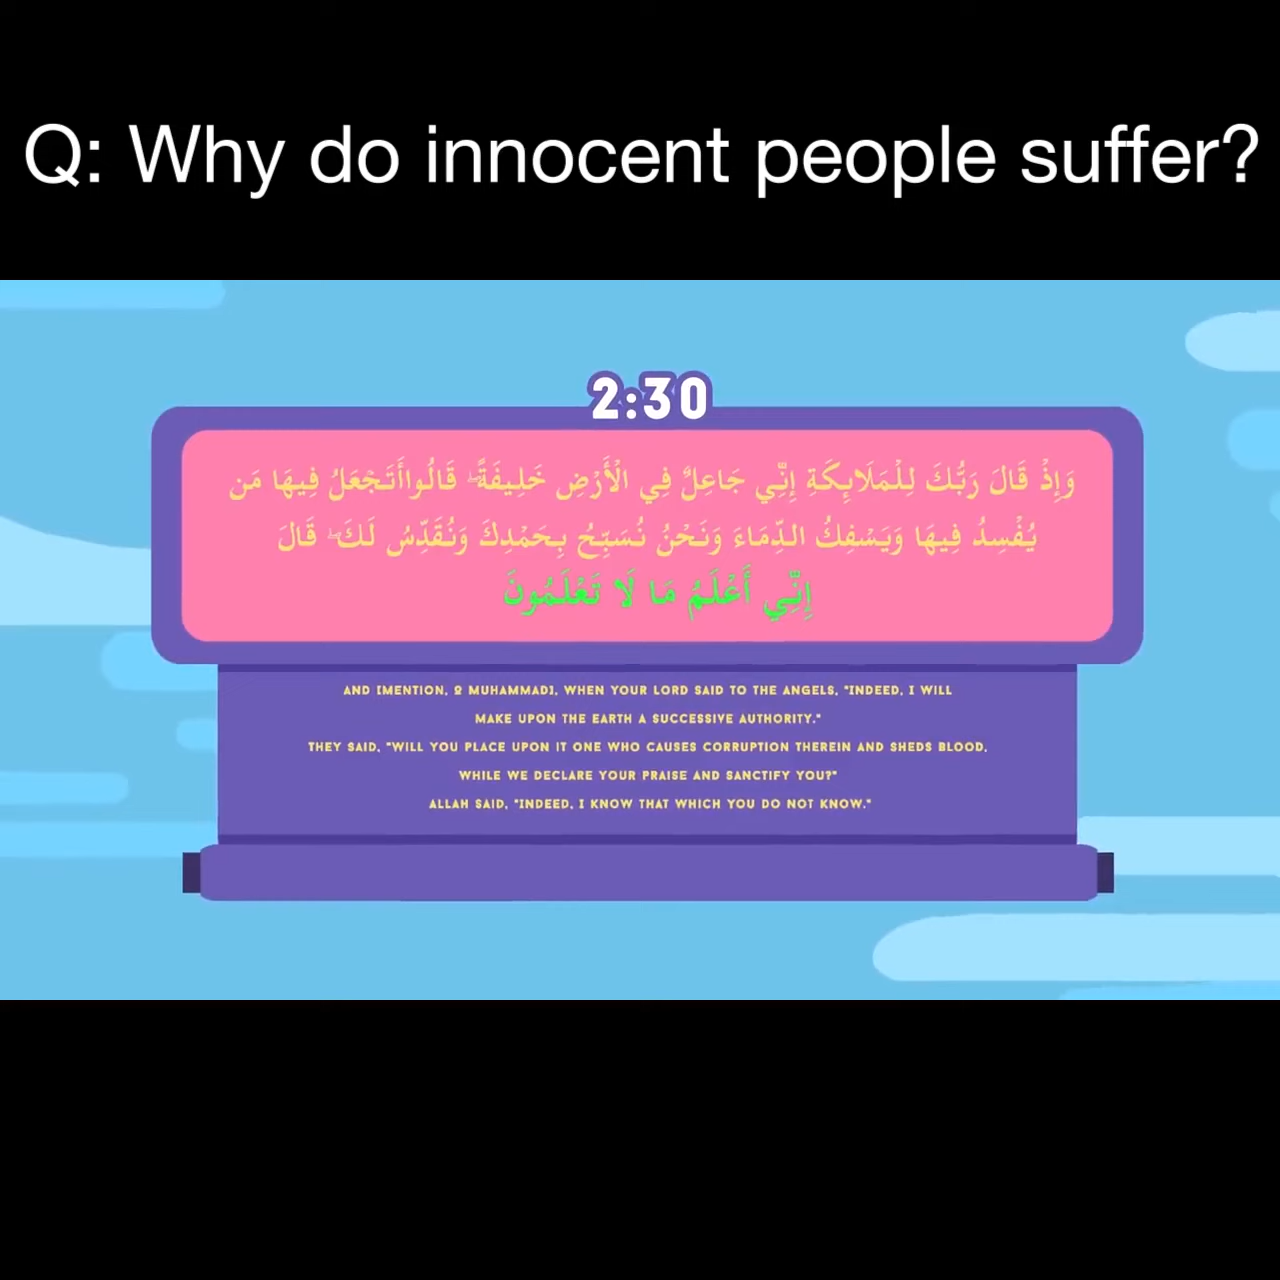 Q: Why do innocent people suffer?
2:30
وَإِذْ قَالَ رَبُّكَ لِلْمَلَائِكَةِ إِنِّي جَاعِلٌ فِي الْأَرْضِ خَلِيفَةً ۖ قَالُواأَتَجْعَلُ فِيهَا مَن
يُفْسِدُ فِيهَا وَيَسْفِكُ الدِّمَاءَ وَنَحْنُ نُسَبِّحُ بِحَمْدِكَ وَنُقَدِّسُ لَكَ ۖ قَالَ
إِنِّي أَعْلَمُ مَا لَا تَعْلَمُونَ
AND [MENTION, O MUHAMMAD], WHEN YOUR LORD SAID TO THE ANGELS, "INDEED, I WILL
MAKE UPON THE EARTH A SUCCESSIVE AUTHORITY."
THEY SAID, "WILL YOU PLACE UPON IT ONE WHO CAUSES CORRUPTION THEREIN AND SHEDS BLOOD,
WHILE WE DECLARE YOUR PRAISE AND SANCTIFY YOU?"
ALLAH SAID, "INDEED, I KNOW THAT WHICH YOU DO NOT KNOW."